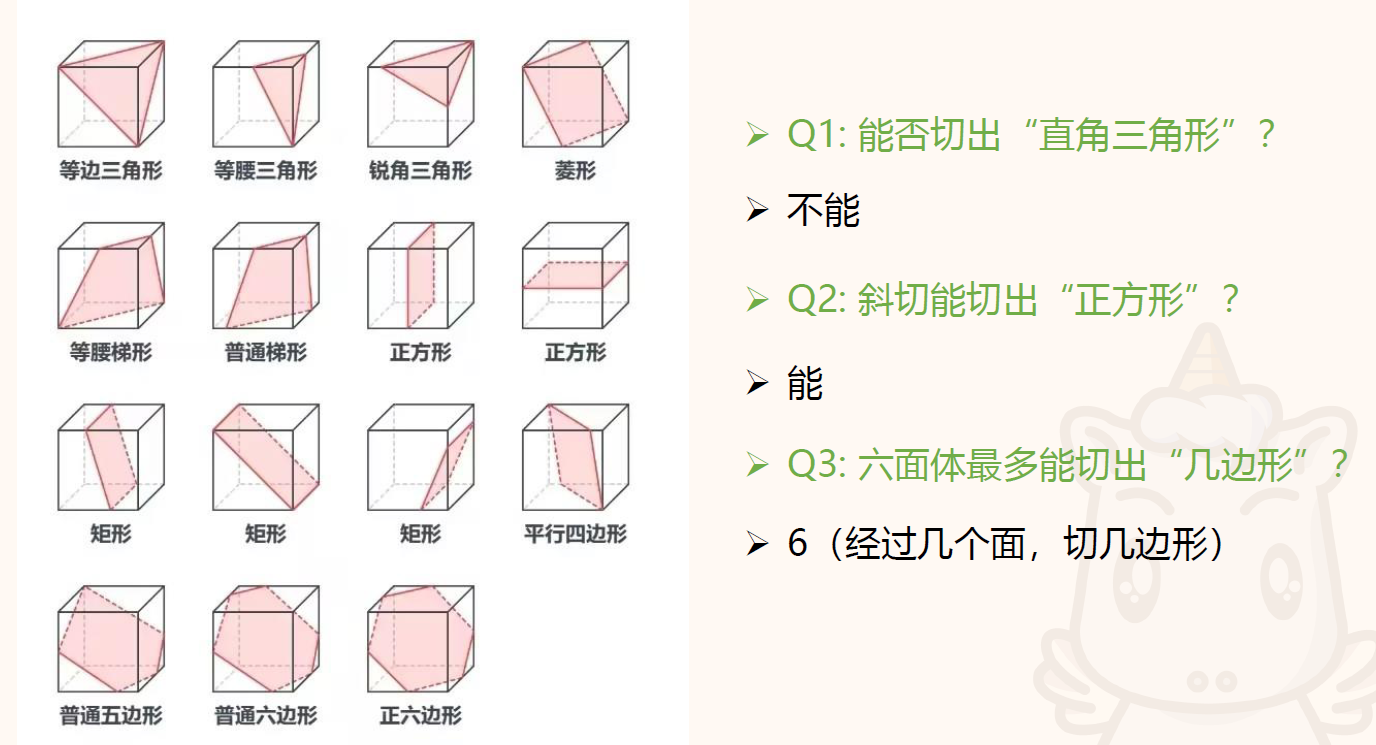 等边三角形
等腰三角形
锐角三角形
菱形
等腰梯形
普通梯形
正方形
正方形
矩形
矩形
矩形
平行四边形
普通五边形
普通六边形
正六边形
Q1: 能否切出“直角三角形”？
不能
Q2: 斜切能切出“正方形”？
能
Q3: 六面体最多能切出“几边形”？
6（经过几个面，切几边形）